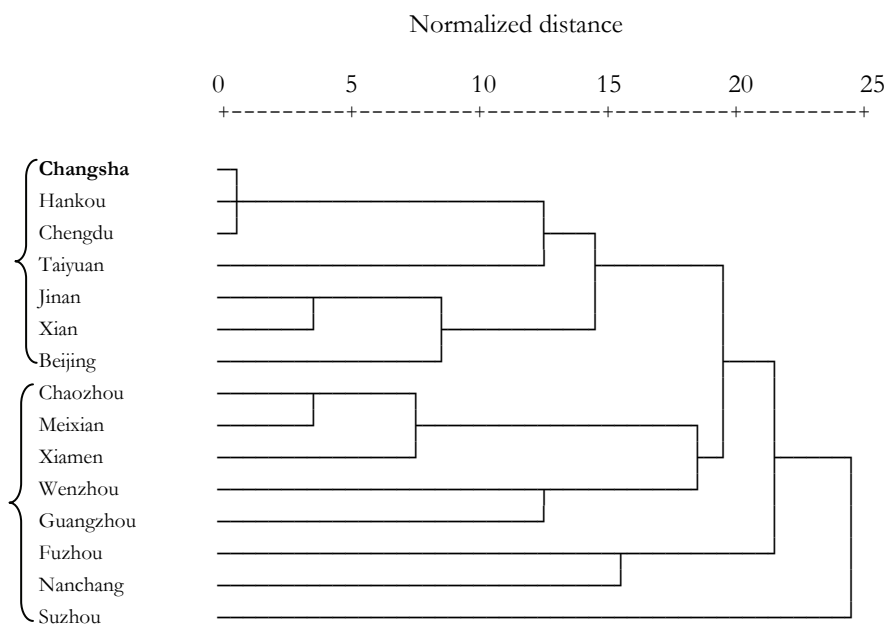 Normalized distance
0 5 10 15 20 25
+---------+---------+---------+---------+---------+
Changsha
Hankou
Chengdu
Taiyuan
Jinan
Xian
Beijing
Chaozhou
Meixian
Xiamen
Wenzhou
Guangzhou
Fuzhou
Nanchang
Suzhou